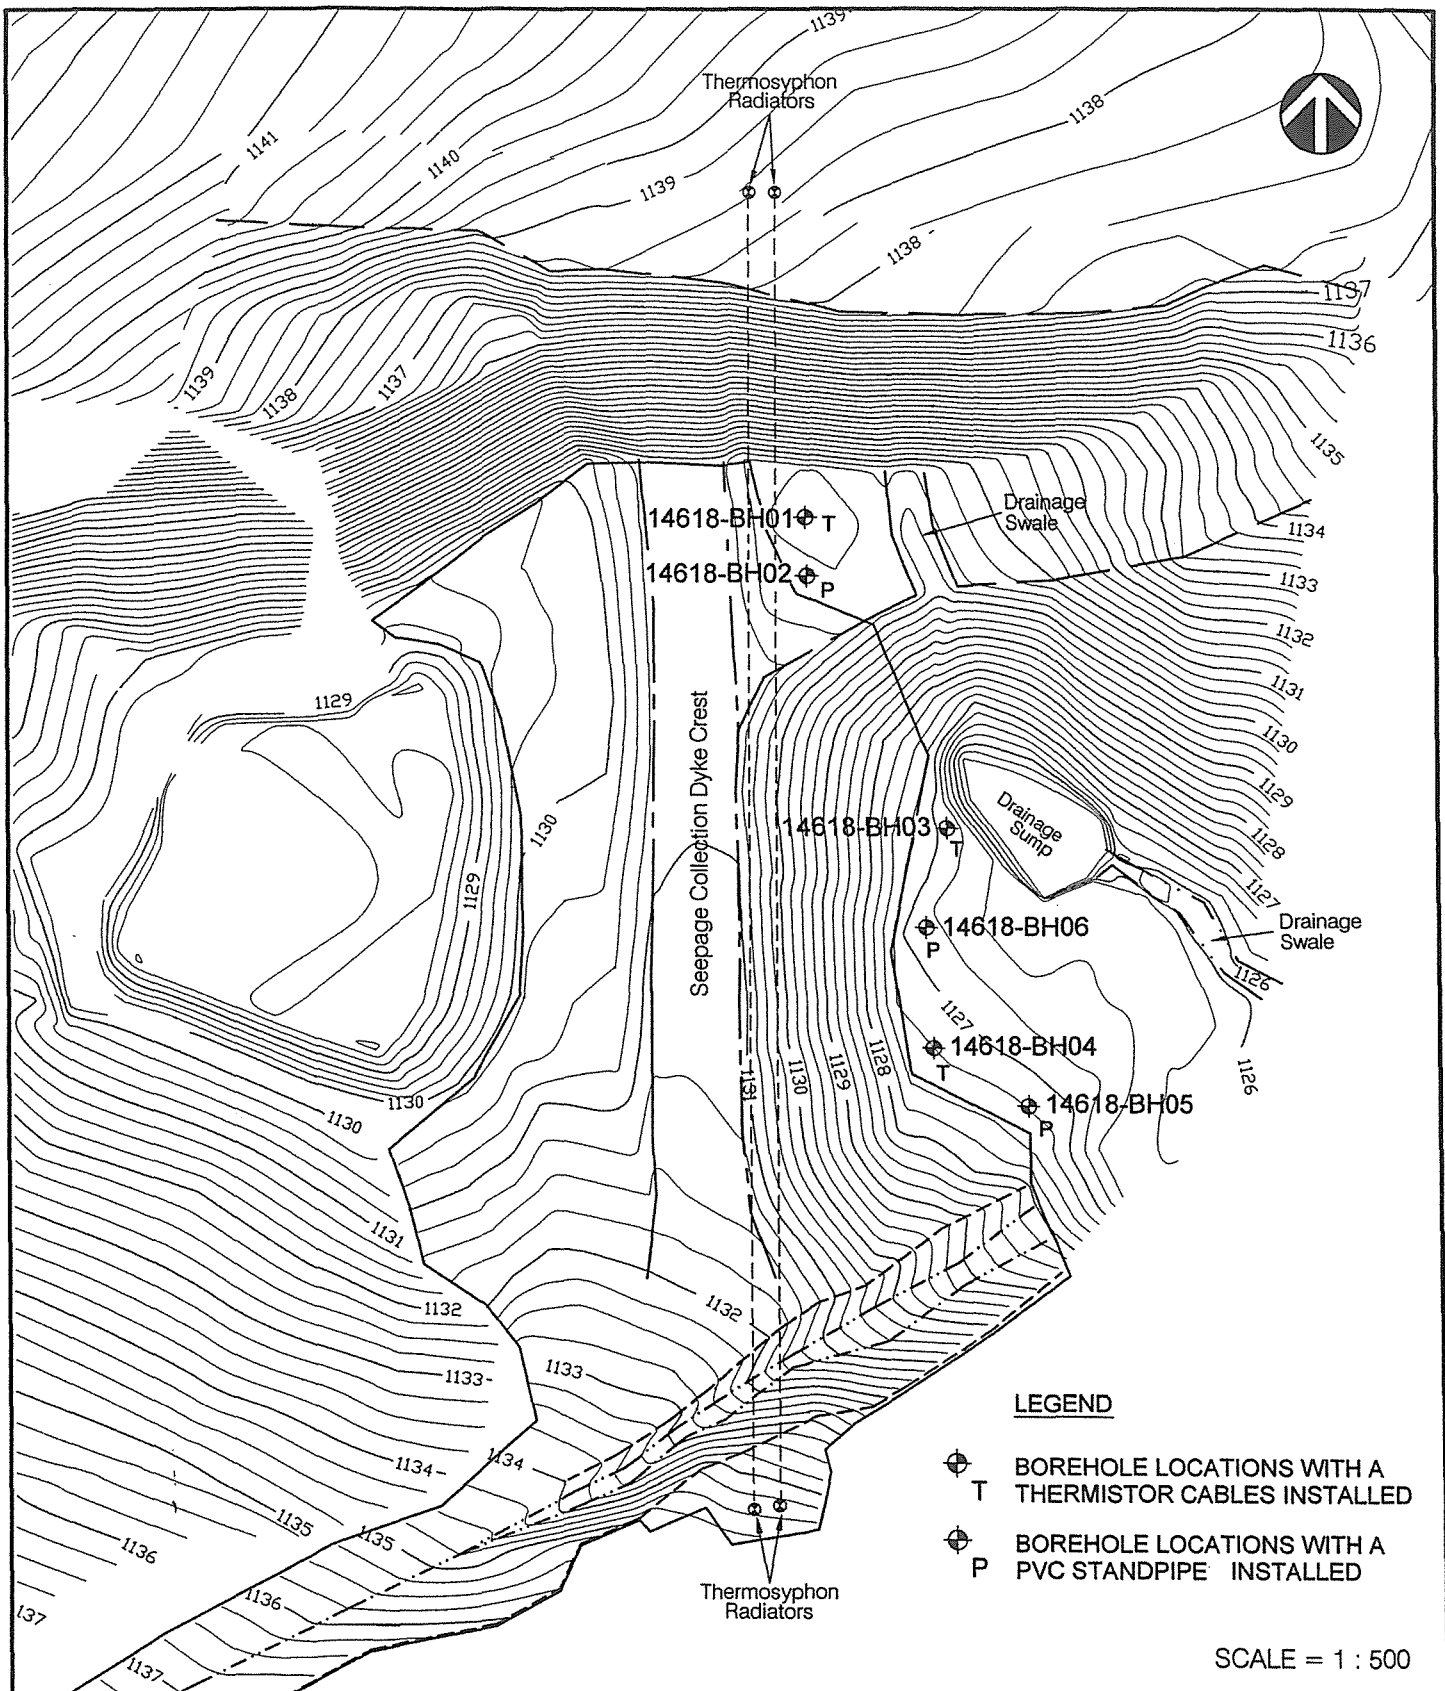 1139
Thermosyphon
Radiators
1138
1141
1140
1139
1138
1137
1136
1139
1138
1137
1135
14618-BH01
T
Drainage
Swale
1134
14618-BH02
P
1133
1132
1131
1129
1130
Seepage Collection Dyke Crest
1129
Drainage
Sump
1130
14618-BH03
T
1128
1129
1127
14618-BH06
P
Drainage
Swale
1126
1127
14618-BH04
T
1126
1131
1130
1129
1128
1130
14618-BH05
P
1130
1131
1132
1132
1133
1133
LEGEND
1134
1134
T
BOREHOLE LOCATIONS WITH A
THERMISTOR CABLES INSTALLED
1135
1135
1136
P
BOREHOLE LOCATIONS WITH A
PVC STANDPIPE INSTALLED
1136
Thermosyphon
Radiators
1137
SCALE = 1 : 500
1137